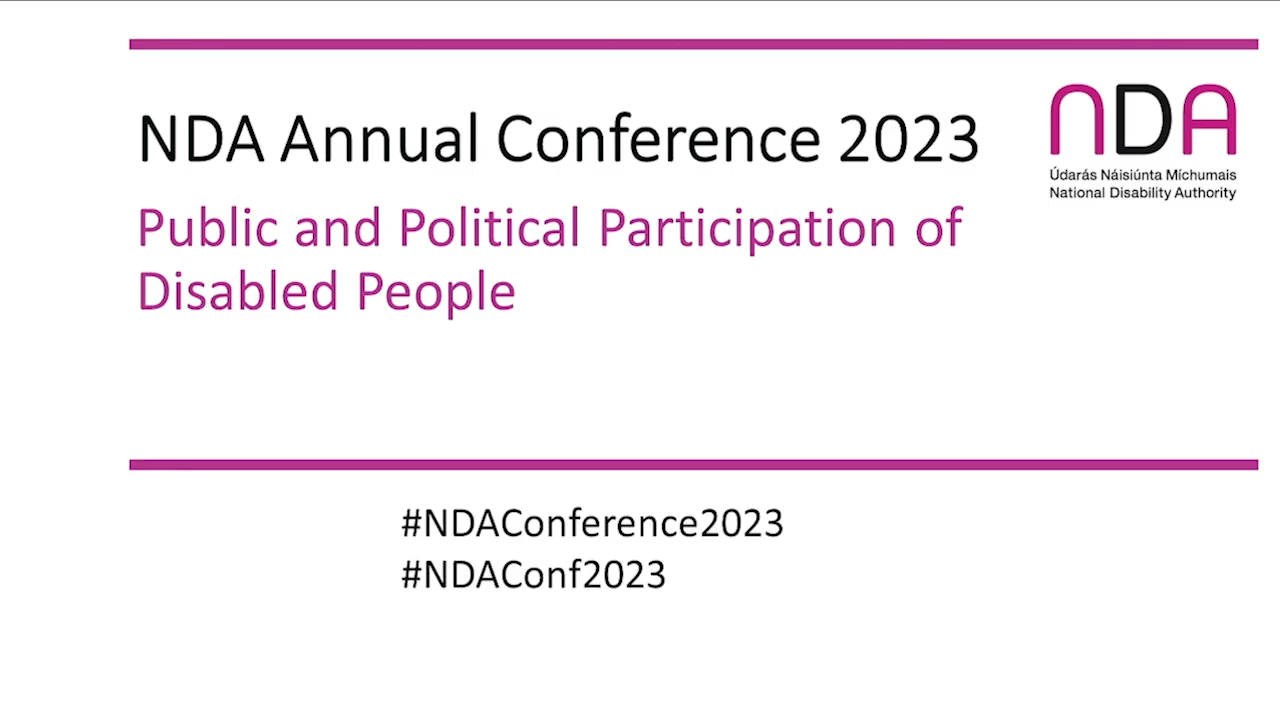 NDA Annual Conference 2023
nDA
Údarás Náisiúnta Míchumais
National Disability Authority
Public and Political Participation of
Disabled People
#NDAConference2023
#NDAConf2023